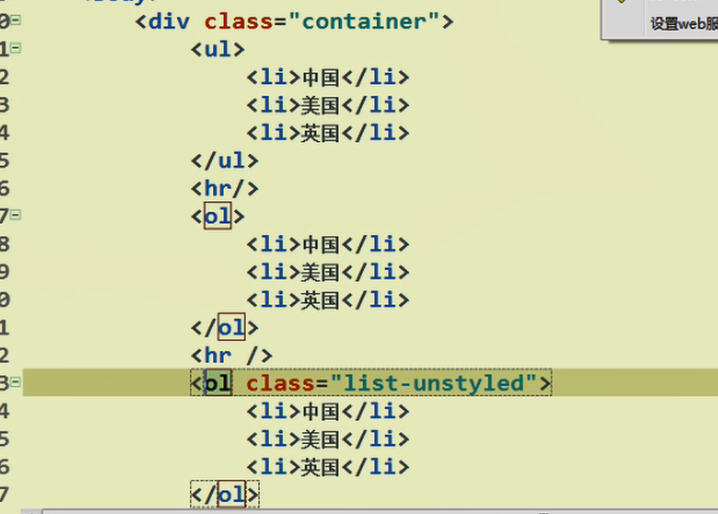 0 <div class="container"> 设置web服
1 <ul>
2 <li>中国</li>
3 <li>美国</li>
4 <li>英国</li>
5 </ul>
6 <hr/>
7 <ol>
8 <li>中国</li>
9 <li>美国</li>
0 <li>英国</li>
1 </ol>
2 <hr />
3 <ol class="list-unstyled">
4 <li>中国</li>
5 <li>美国</li>
6 <li>英国</li>
7 </ol>